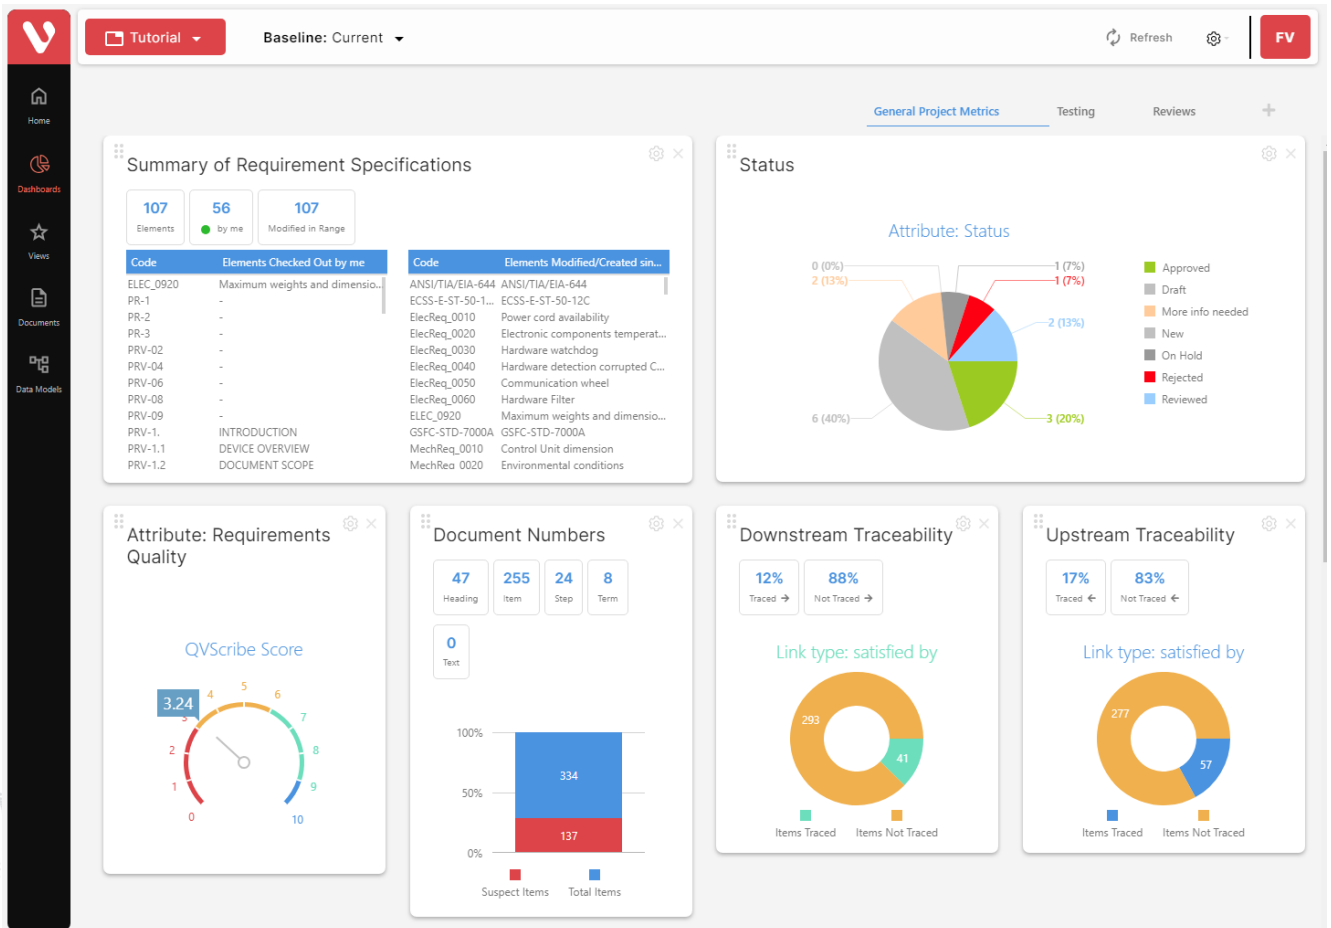 Tutorial
Baseline: Current
Refresh
FV
Home
Dashboards
Views
Documents
Data Models
General Project Metrics
Testing
Reviews
Summary of Requirement Specifications
107
Elements
56
by me
107
Modified in Range
Code Elements Checked Out by me
ELEC_0920 Maximum weights and dimensio...
PR-1 -
PR-2 -
PR-3 -
PRV-02 -
PRV-04 -
PRV-06 -
PRV-08 -
PRV-09 -
PRV-1. INTRODUCTION
PRV-1.1 DEVICE OVERVIEW
PRV-1.2 DOCUMENT SCOPE
Code Elements Modified/Created sin...
ANSI/TIA/EIA-644 ANSI/TIA/EIA-644
ECSS-E-ST-50-1... ECSS-E-ST-50-12C
ElecReq_0010 Power cord availability
ElecReq_0020 Electronic components temperat...
ElecReq_0030 Hardware watchdog
ElecReq_0040 Hardware detection corrupted C...
ElecReq_0050 Communication wheel
ElecReq_0060 Hardware Filter
ELEC_0920 Maximum weights and dimensio...
GSFC-STD-7000A GSFC-STD-7000A
MechReq_0010 Control Unit dimension
MechReq_0020 Environmental conditions
Status
Attribute: Status
0 (0%)
2 (13%)
1 (7%)
1 (7%)
2 (13%)
6 (40%)
3 (20%)
Approved
Draft
More info needed
New
On Hold
Rejected
Reviewed
Attribute: Requirements
Quality
QVScribe Score
3.24
0
1
2
3
4
5
6
7
8
9
10
Document Numbers
47
Heading
255
Item
24
Step
8
Term
0
Text
100%
50%
0%
334
137
Suspect Items
Total Items
Downstream Traceability
12%
Traced →
88%
Not Traced →
Link type: satisfied by
293
41
Items Traced
Items Not Traced
Upstream Traceability
17%
Traced ←
83%
Not Traced ←
Link type: satisfied by
277
57
Items Traced
Items Not Traced